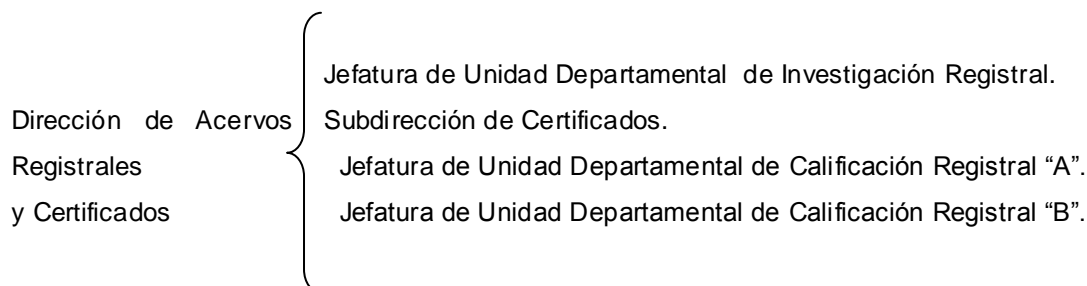 Dirección de Acervos
Registrales
y Certificados
Jefatura de Unidad Departamental de Investigación Registral.
Subdirección de Certificados.
Jefatura de Unidad Departamental de Calificación Registral “A”.
Jefatura de Unidad Departamental de Calificación Registral “B”.